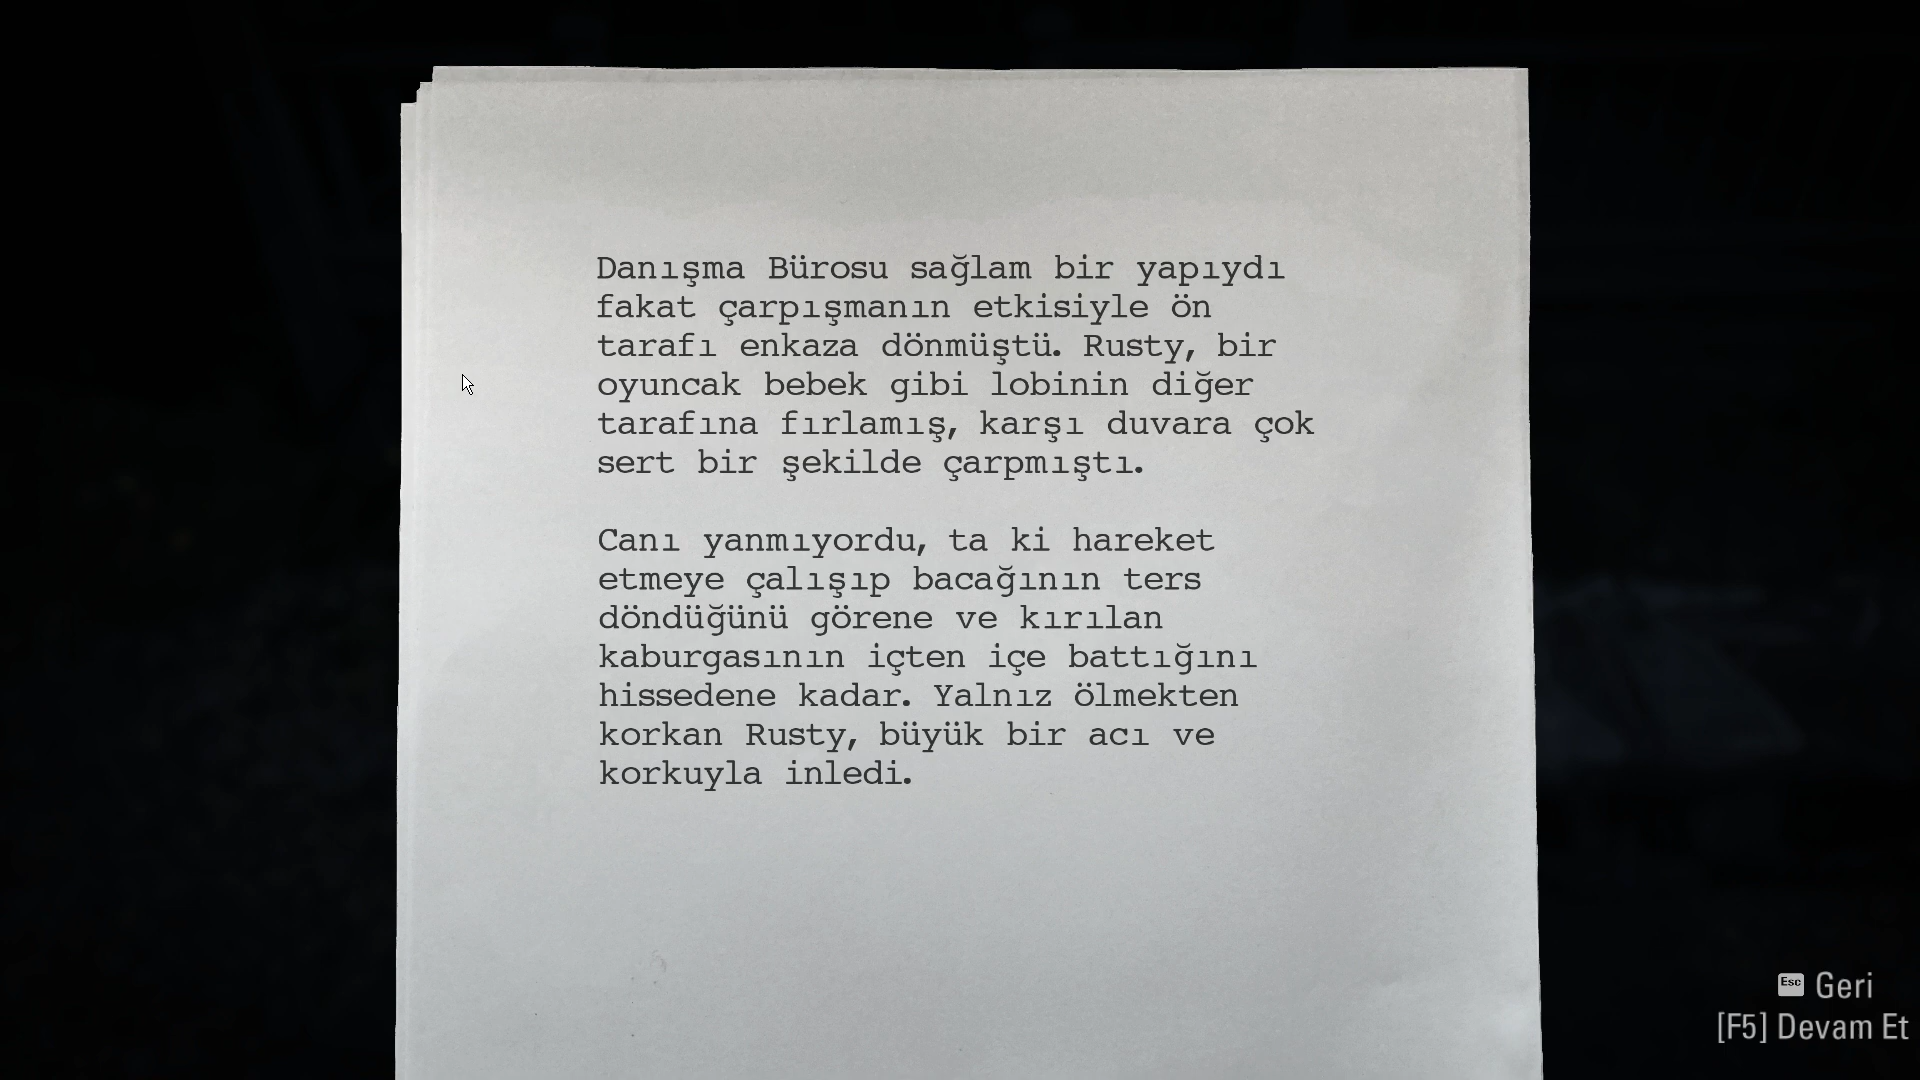 Danışma Bürosu sağlam bir yapıydı
fakat çarpışmanın etkisiyle ön
tarafı enkaza dönmüştü. Rusty, bir
oyuncak bebek gibi lobinin diğer
tarafına fırlamış, karşı duvara çok
sert bir şekilde çarpmıştı.
Canı yanmıyordu, ta ki hareket
etmeye çalışıp bacağının ters
döndüğünü görene ve kırılan
kaburgasının içten içe battığını
hissedene kadar. Yalnız ölmekten
korkan Rusty, büyük bir acı ve
korkuyla inledi.
Esc Geri
[F5] Devam Et